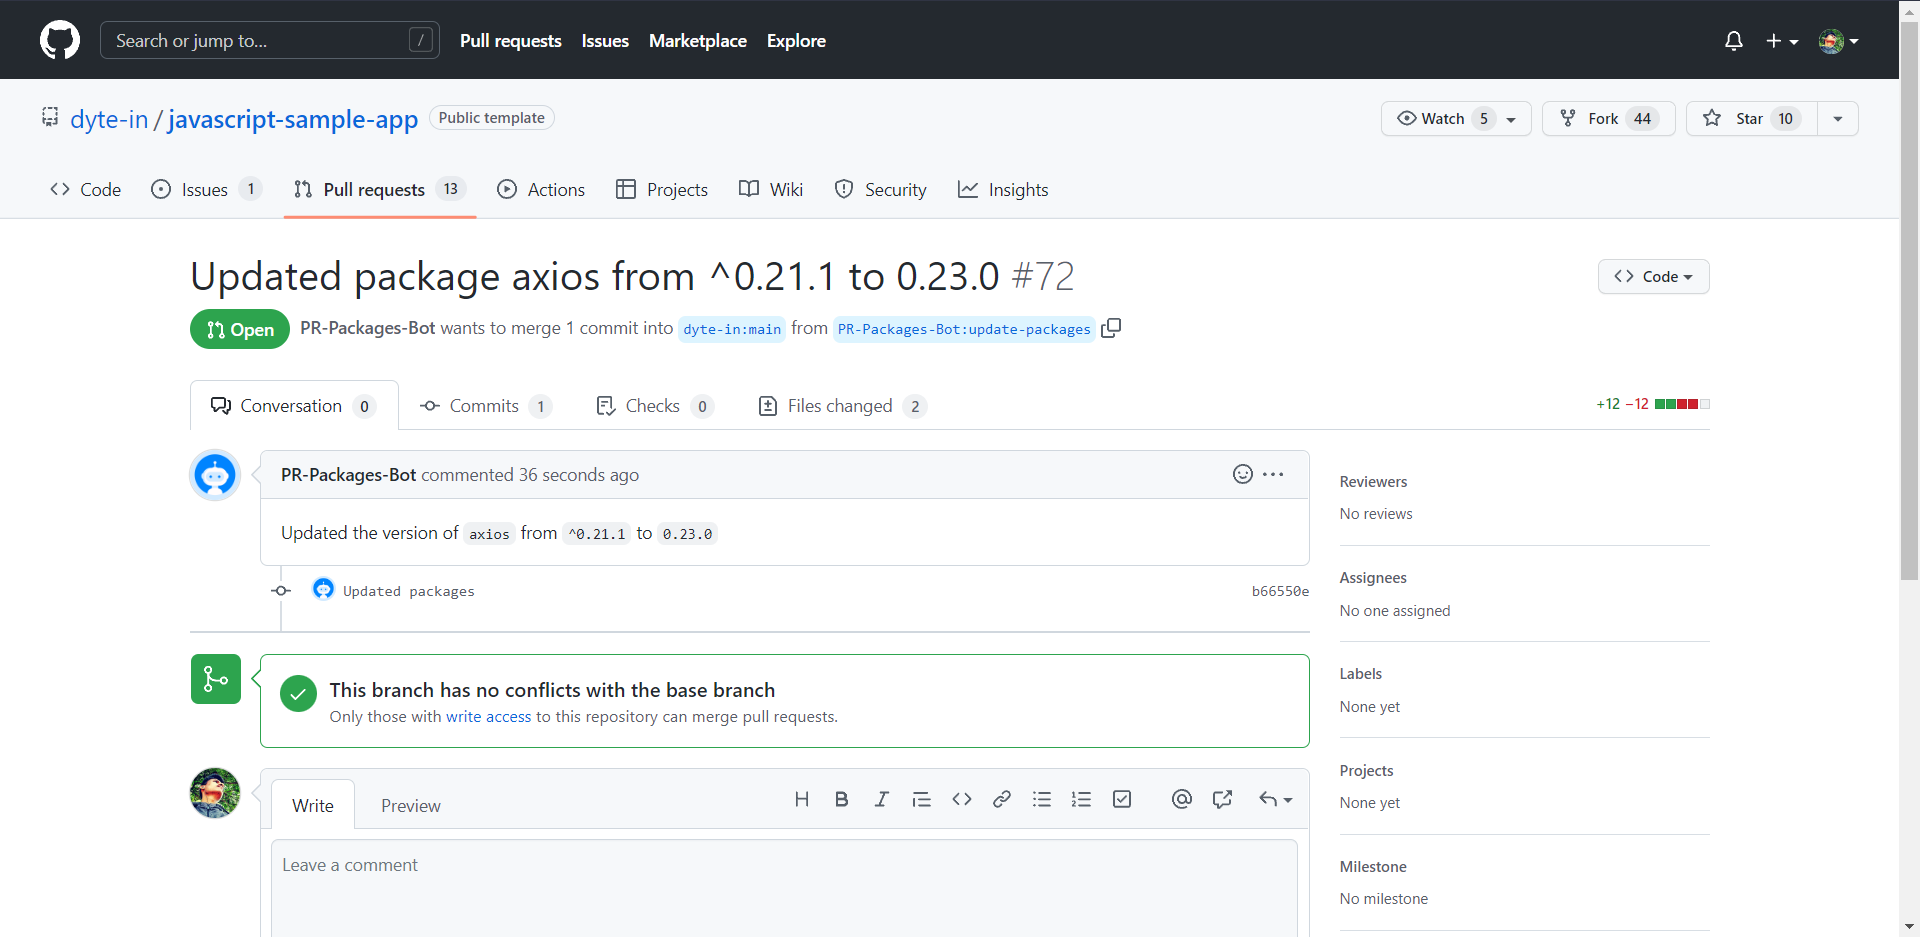 Search or jump to... /
Pull requests Issues Marketplace Explore
dyte-in / javascript-sample-app Public template
Watch 5 Fork 44 Star 10
Code Issues 1 Pull requests 13 Actions Projects Wiki Security Insights
Updated package axios from ^0.21.1 to 0.23.0 #72
Code
Open PR-Packages-Bot wants to merge 1 commit into dyte-in:main from PR-Packages-Bot:update-packages
Conversation 0 Commits 1 Checks 0 Files changed 2
+12 −12
PR-Packages-Bot commented 36 seconds ago
Updated the version of axios from ^0.21.1 to 0.23.0
Updated packages b66550e
This branch has no conflicts with the base branch
Only those with write access to this repository can merge pull requests.
Write Preview
Leave a comment
Reviewers
No reviews
Assignees
No one assigned
Labels
None yet
Projects
None yet
Milestone
No milestone